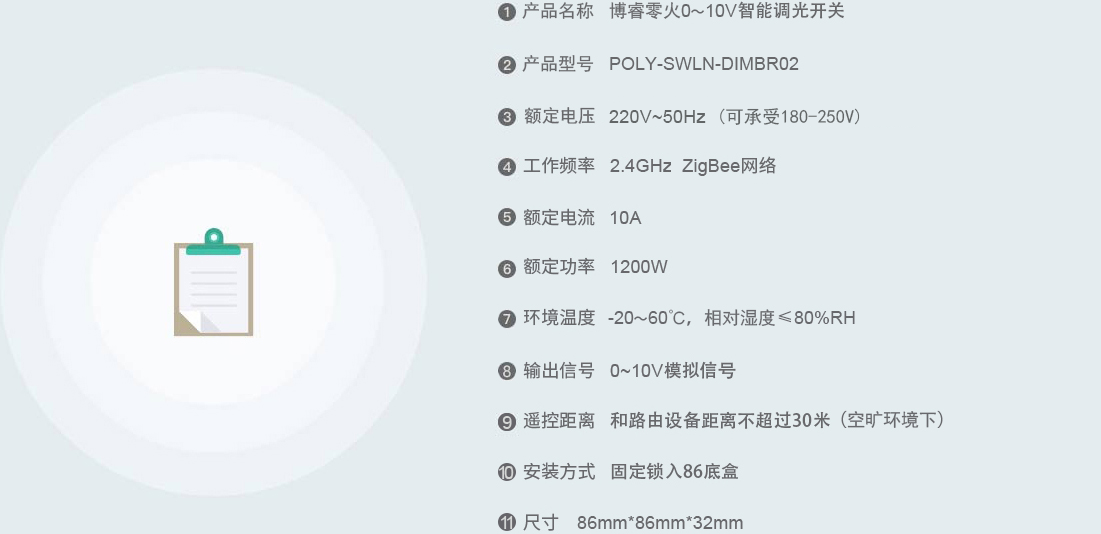 ❶ 产品名称 博睿零火0~10V智能调光开关
❷ 产品型号 POLY-SWLN-DIMBR02
❸ 额定电压 220V~50Hz （可承受180-250V）
❹ 工作频率 2.4GHz ZigBee网络
❺ 额定电流 10A
❻ 额定功率 1200W
❼ 环境温度 -20~60℃，相对湿度≤80%RH
❽ 输出信号 0~10V模拟信号
❾ 遥控距离 和路由设备距离不超过30米（空旷环境下）
❿ 安装方式 固定锁入86底盒
⓫ 尺寸 86mm*86mm*32mm